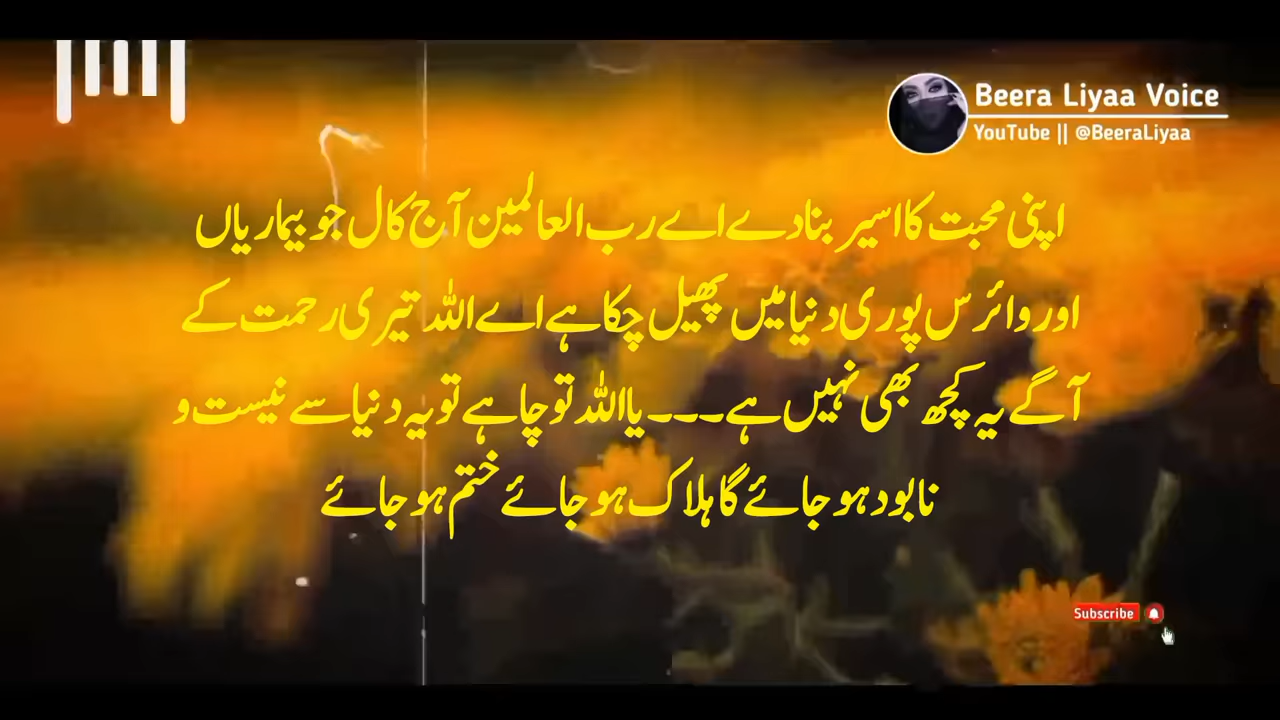 Beera Liyaa Voice
YouTube || @BeeraLiyaa
اپنی محبت کا اسیر بنا دے اے رب العالمین آج کال جو بیماریاں
اور وائرس پوری دنیا میں پھیل چکا ہے اے اللہ تیری رحمت کے
آگے یہ کچھ بھی نہیں ہے۔۔۔ یا اللہ تو چاہے تو یہ دنیا سے نیست و
نابود ہو جائے گا ہلاک ہو جائے ختم ہو جائے
Subscribe